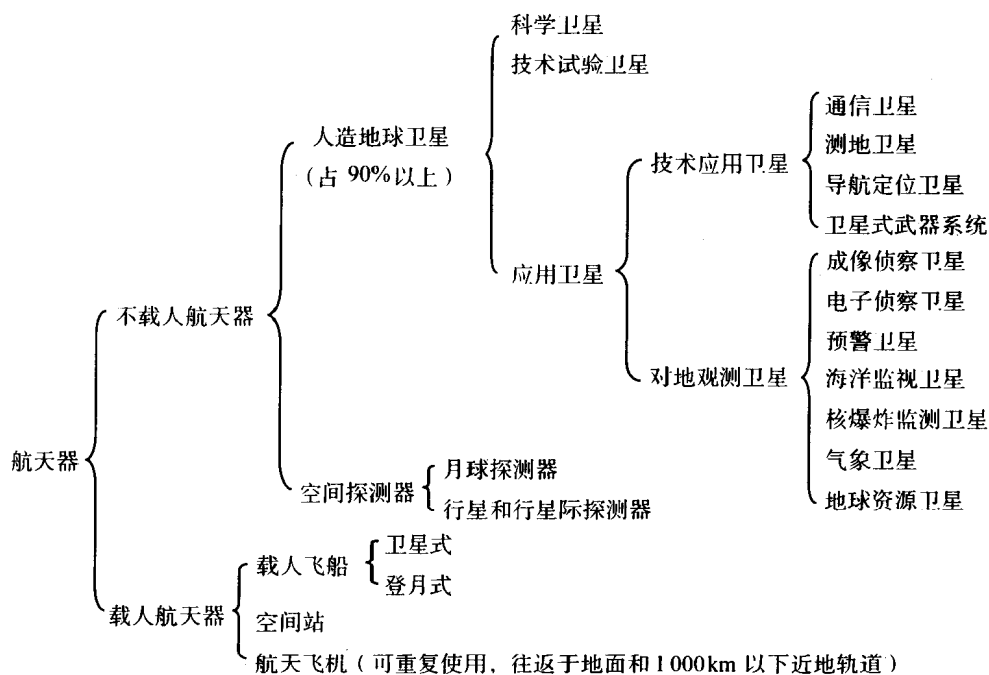 科学卫星
技术试验卫星
通信卫星
人造地球卫星
测地卫星
(占 90%以上)
技术应用卫星
导航定位卫星
卫星式武器系统
应用卫星
成像侦察卫星
电子侦察卫星
不载人航天器
预警卫星
对地观测卫星
海洋监视卫星
核爆炸监测卫星
航天器
气象卫星
月球探测器
空间探测器
地球资源卫星
行星和行星际探测器
卫星式
载人飞船
登月式
载人航天器
空间站
航天飞机(可重复使用,往返于地面和1 000km 以下近地轨道)